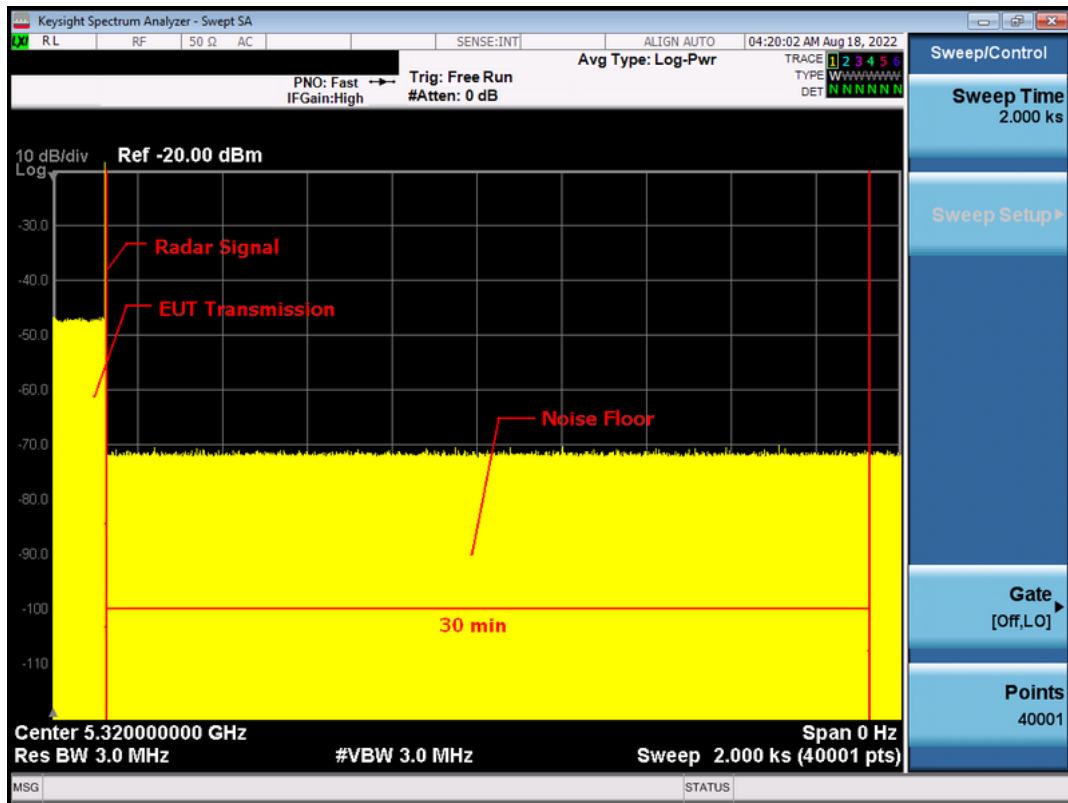 Keysight Spectrum Analyzer - Swept SA
LXI RL RF 50 Ω AC SENSE:INT ALIGN AUTO 04:20:02 AM Aug 18, 2022
Avg Type: Log-Pwr TRACE 1 2 3 4 5 6
PNO: Fast Trig: Free Run TYPE WWWWWWW
IFGain:High #Atten: 0 dB DET N N N N N N
Sweep/Control
Sweep Time
2.000 ks
Sweep Setup
Gate
[Off,LO]
Points
40001
10 dB/div Ref -20.00 dBm
Log
-30.0
Radar Signal
-40.0
EUT Transmission
-50.0
-60.0
Noise Floor
-70.0
-80.0
-90.0
-100
30 min
-110
Center 5.320000000 GHz Span 0 Hz
Res BW 3.0 MHz #VBW 3.0 MHz Sweep 2.000 ks (40001 pts)
MSG STATUS